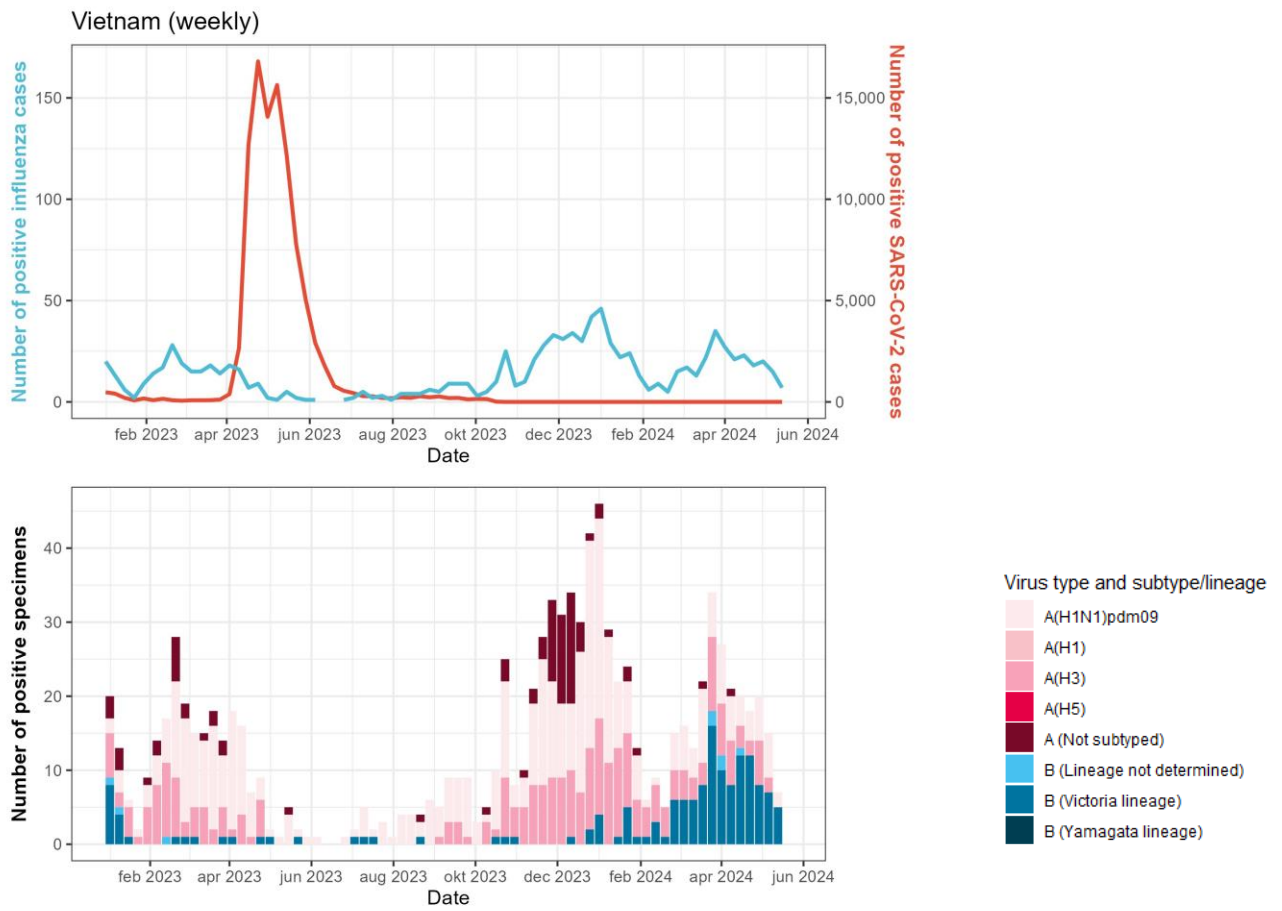 Vietnam (weekly)
Number of positive influenza cases
150
100
50
0
15,000
10,000
5,000
0
Number of positive SARS-CoV-2 cases
feb 2023 apr 2023 jun 2023 aug 2023 okt 2023 dec 2023 feb 2024 apr 2024 jun 2024
Date
Number of positive specimens
40
30
20
10
0
feb 2023 apr 2023 jun 2023 aug 2023 okt 2023 dec 2023 feb 2024 apr 2024 jun 2024
Date
Virus type and subtype/lineage
A(H1N1)pdm09
A(H1)
A(H3)
A(H5)
A (Not subtyped)
B (Lineage not determined)
B (Victoria lineage)
B (Yamagata lineage)